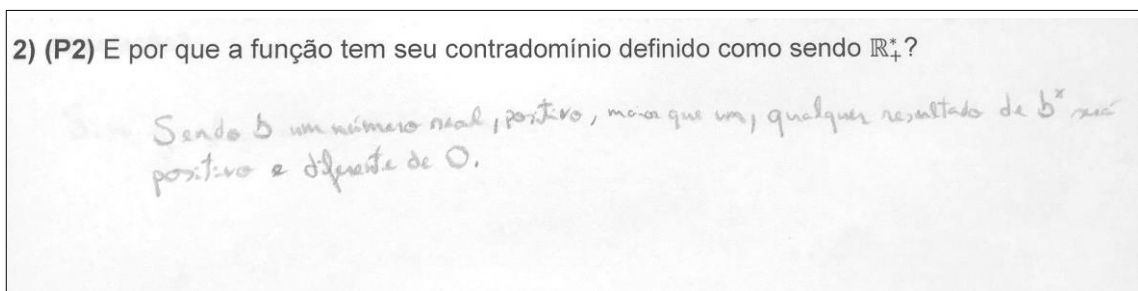 2) (P2) E por que a função tem seu contradomínio definido como sendo ℝ₊*?
Sendo b um número real, positivo, maior que um, qualquer resultado de bˣ será
positivo e diferente de 0.